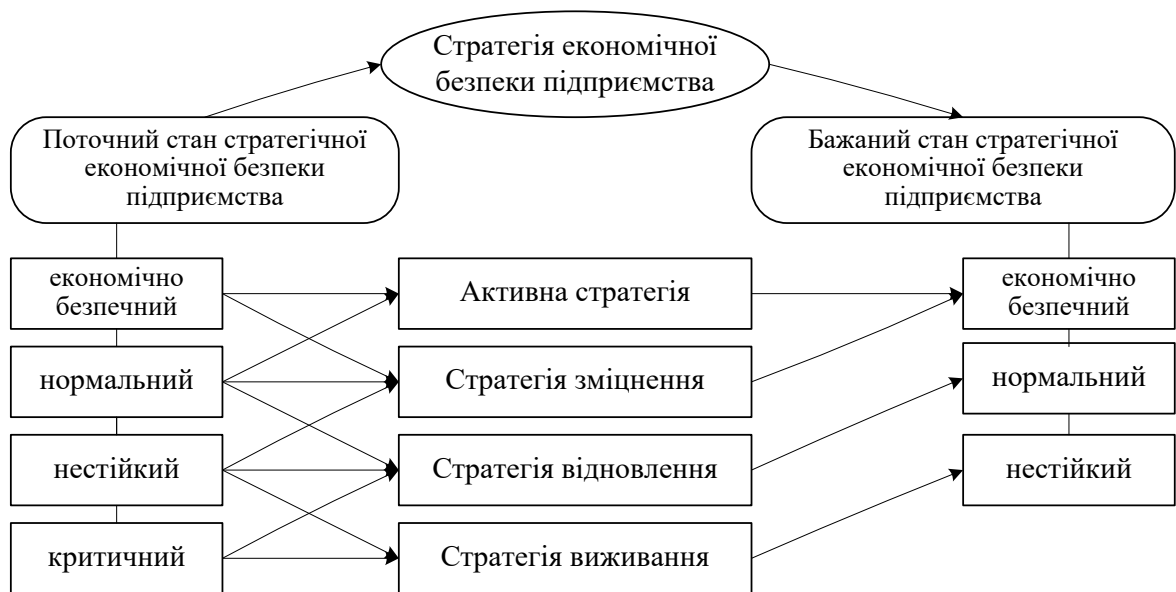 Стратегія економічної
безпеки підприємства
Поточний стан стратегічної
економічної безпеки
підприємства
Бажаний стан стратегічної
економічної безпеки
підприємства
економічно
безпечний
Активна стратегія
економічно
безпечний
нормальний
Стратегія зміцнення
нормальний
нестійкий
Стратегія відновлення
нестійкий
критичний
Стратегія виживання